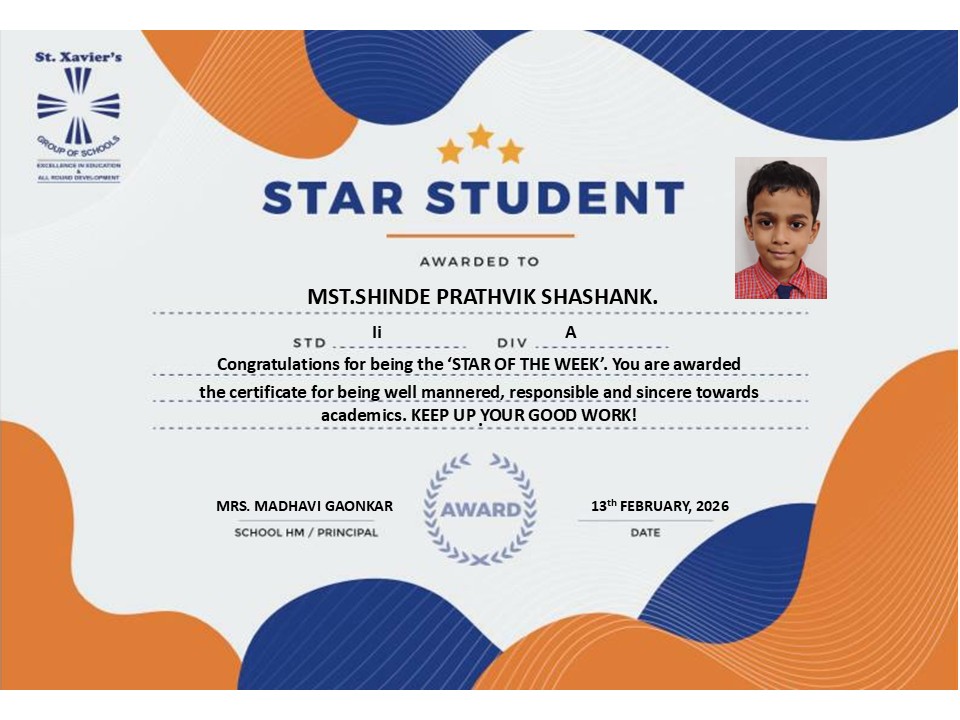 St. Xavier's
GROUP OF SCHOOLS
EXCELLENCE IN EDUCATION
&
ALL ROUND DEVELOPMENT
STAR STUDENT
AWARDED TO
MST.SHINDE PRATHVIK SHASHANK.
STD Ii DIV A
Congratulations for being the ‘STAR OF THE WEEK’. You are awarded
the certificate for being well mannered, responsible and sincere towards
academics. KEEP UP YOUR GOOD WORK!
.
AWARD
MRS. MADHAVI GAONKAR
SCHOOL HM / PRINCIPAL
13th FEBRUARY, 2026
DATE